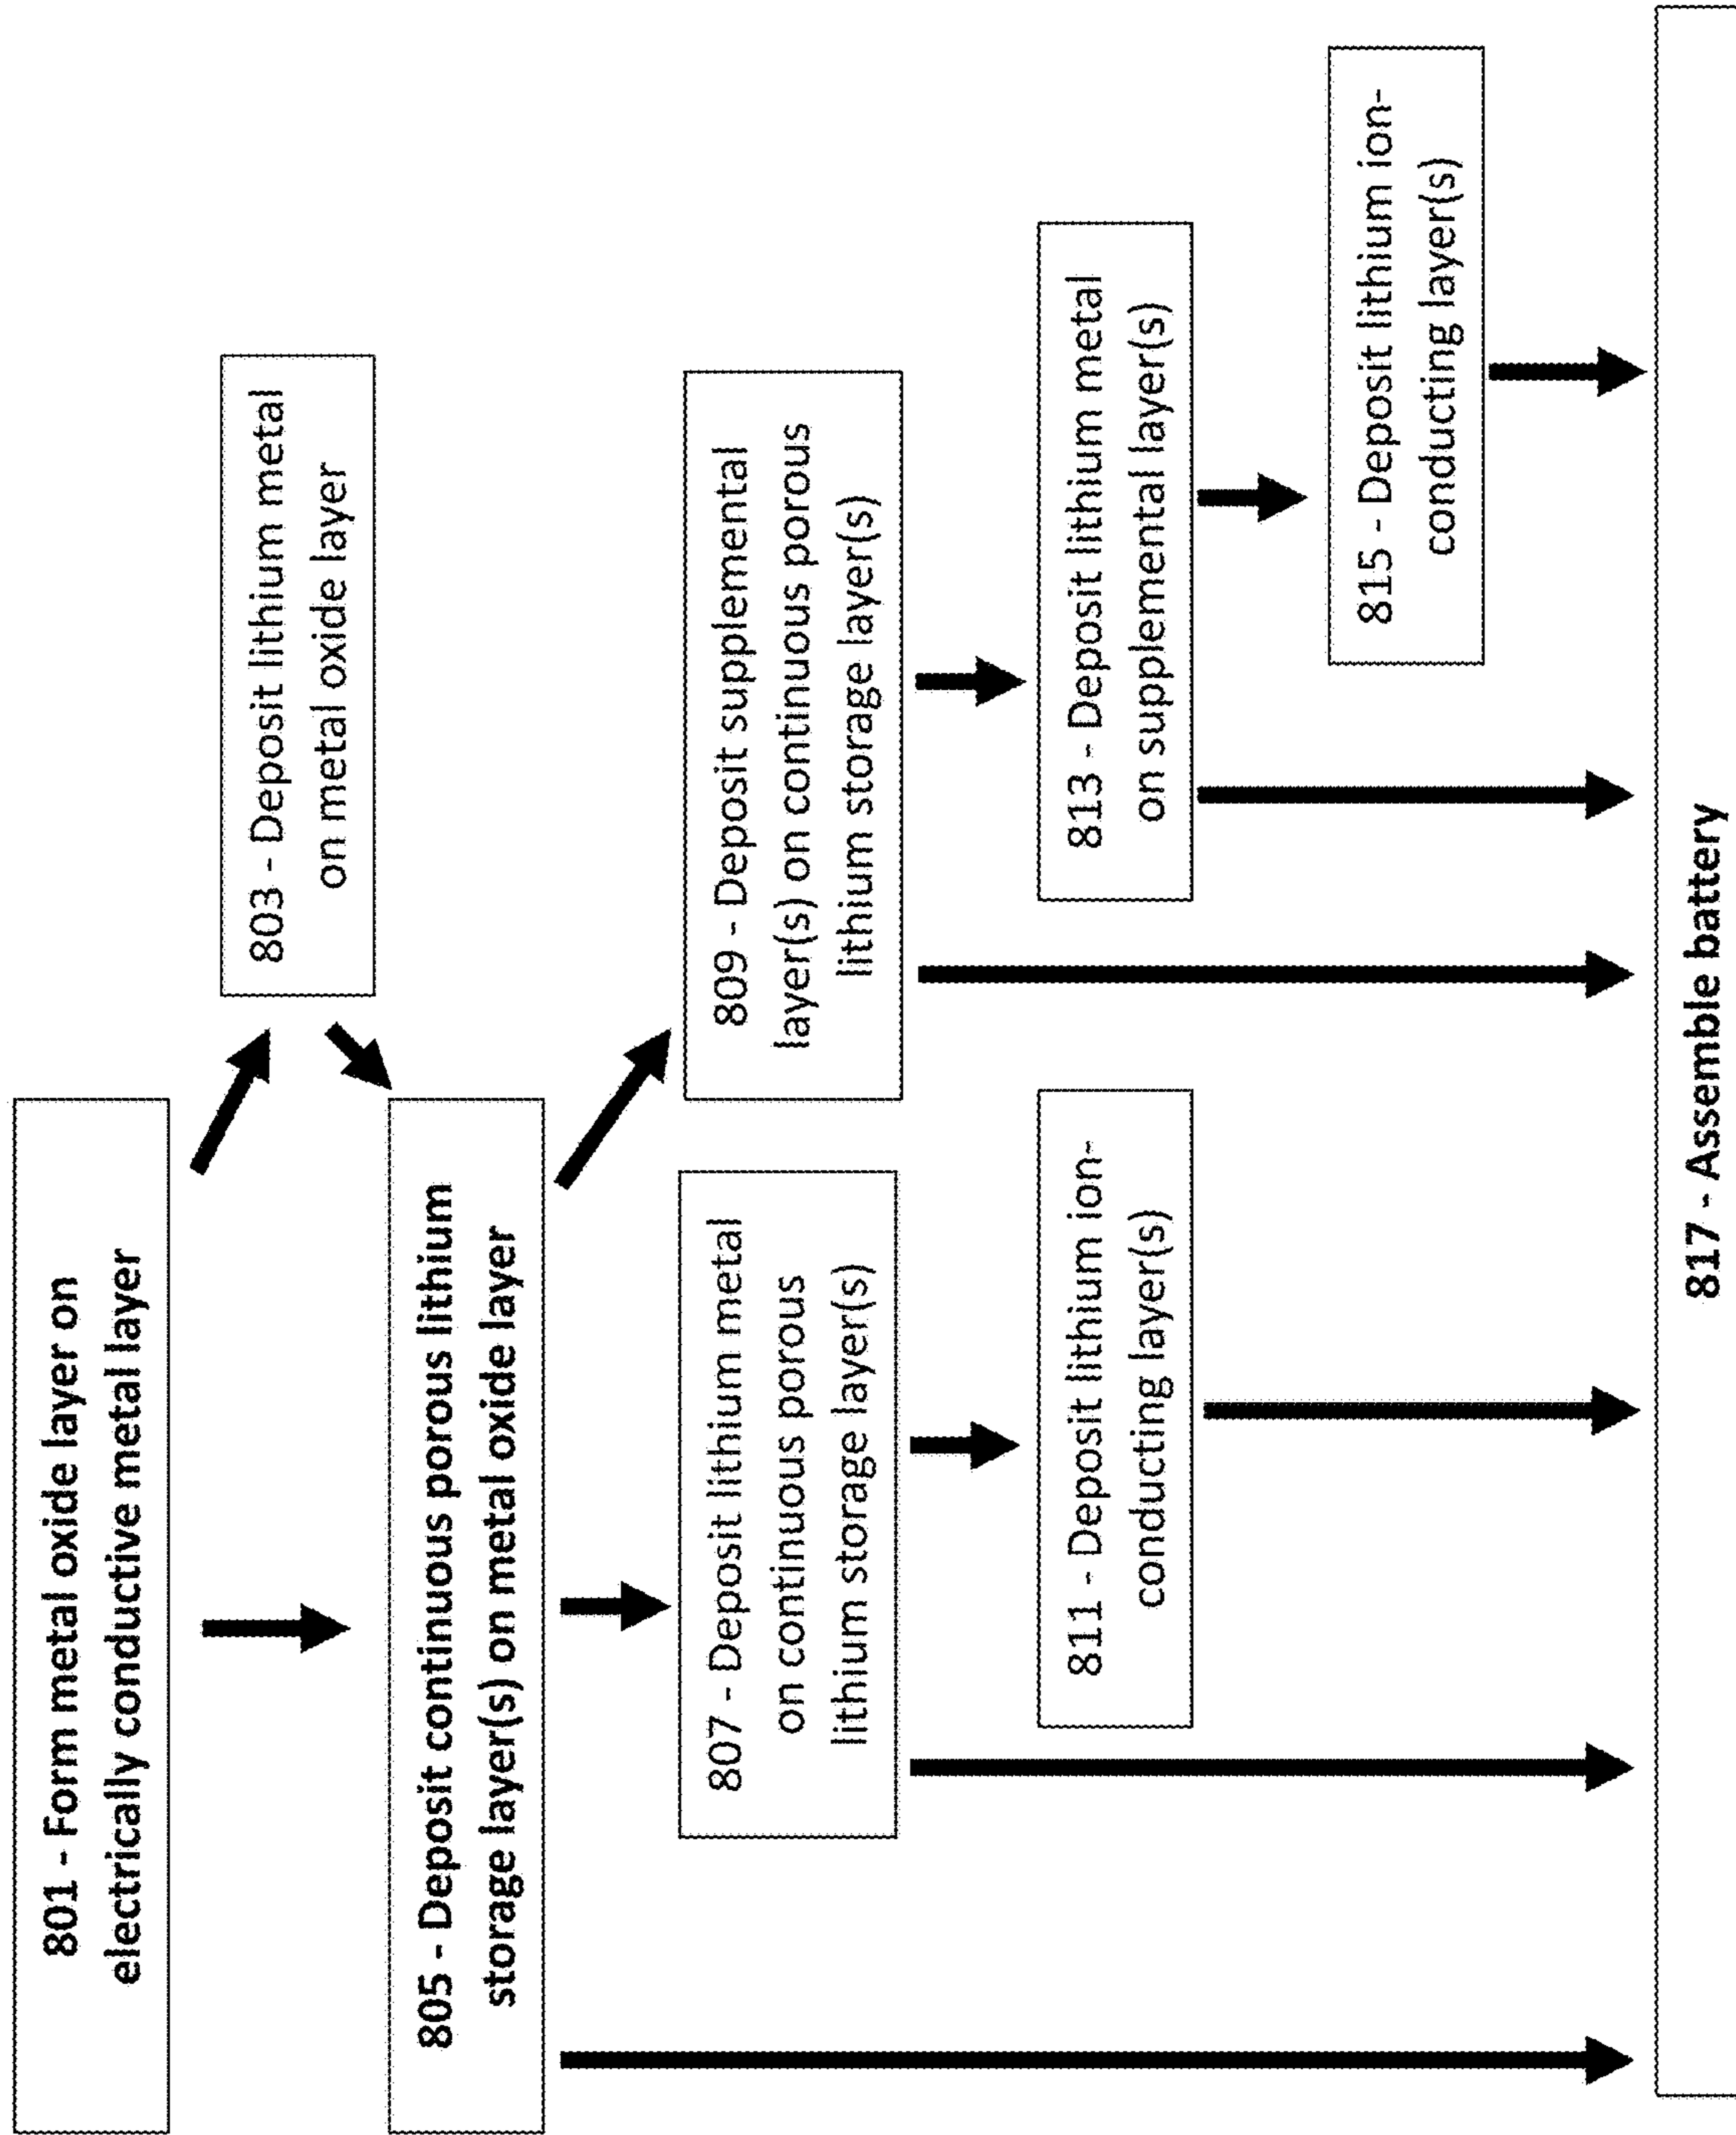 801 - Form metal oxide layer on
electrically conductive metal layer
803 - Deposit lithium metal
on metal oxide layer
805 - Deposit continuous porous lithium
storage layer(s) on metal oxide layer
807 - Deposit lithium metal
on continuous porous
lithium storage layer(s)
809 - Deposit supplemental
layer(s) on continuous porous
lithium storage layer(s)
811 - Deposit lithium ion-
conducting layer(s)
813 - Deposit lithium metal
on supplemental layer(s)
815 - Deposit lithium ion-
conducting layer(s)
817 - Assemble battery